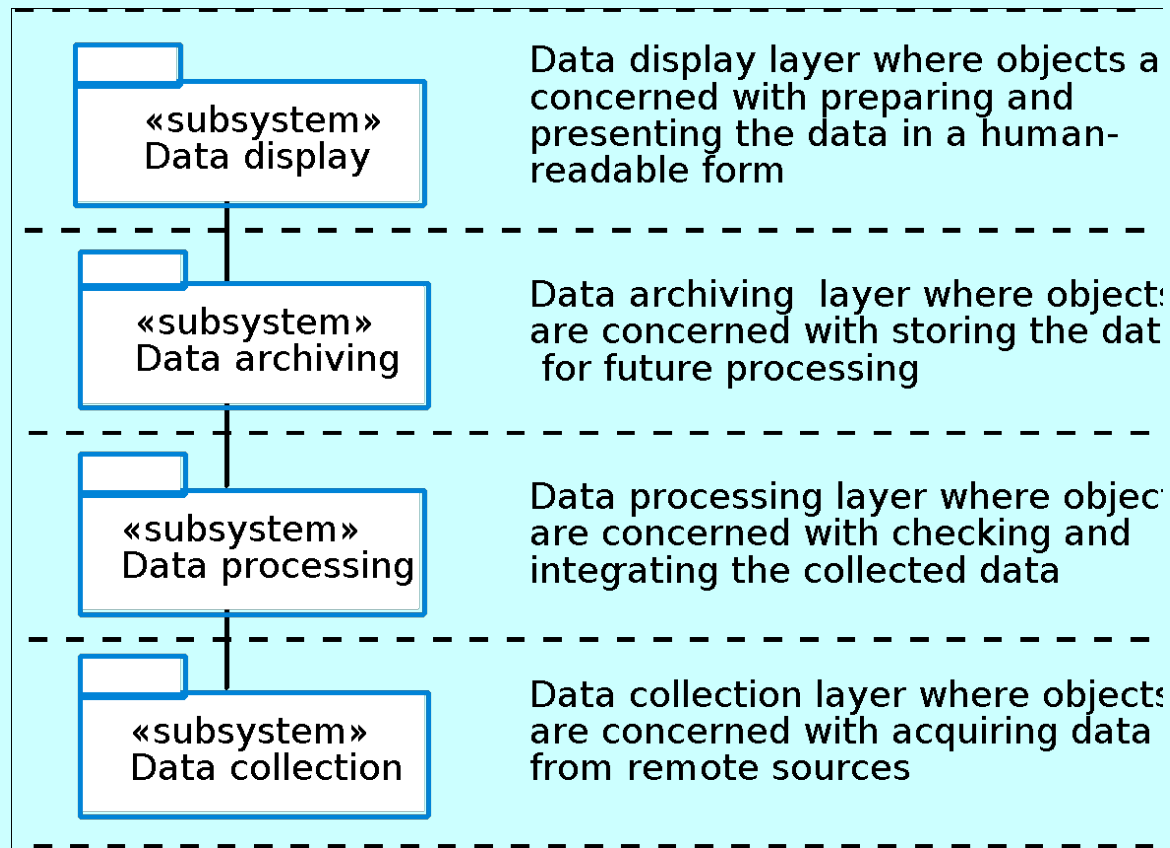 «subsystem»
Data display
Data display layer where objects a
concerned with preparing and
presenting the data in a human-
readable form
«subsystem»
Data archiving
Data archiving  layer where objects
are concerned with storing the dat
for future processing
«subsystem»
Data processing
Data processing layer where object
are concerned with checking and
integrating the collected data
«subsystem»
Data collection
Data collection layer where objects
are concerned with acquiring data
from remote sources